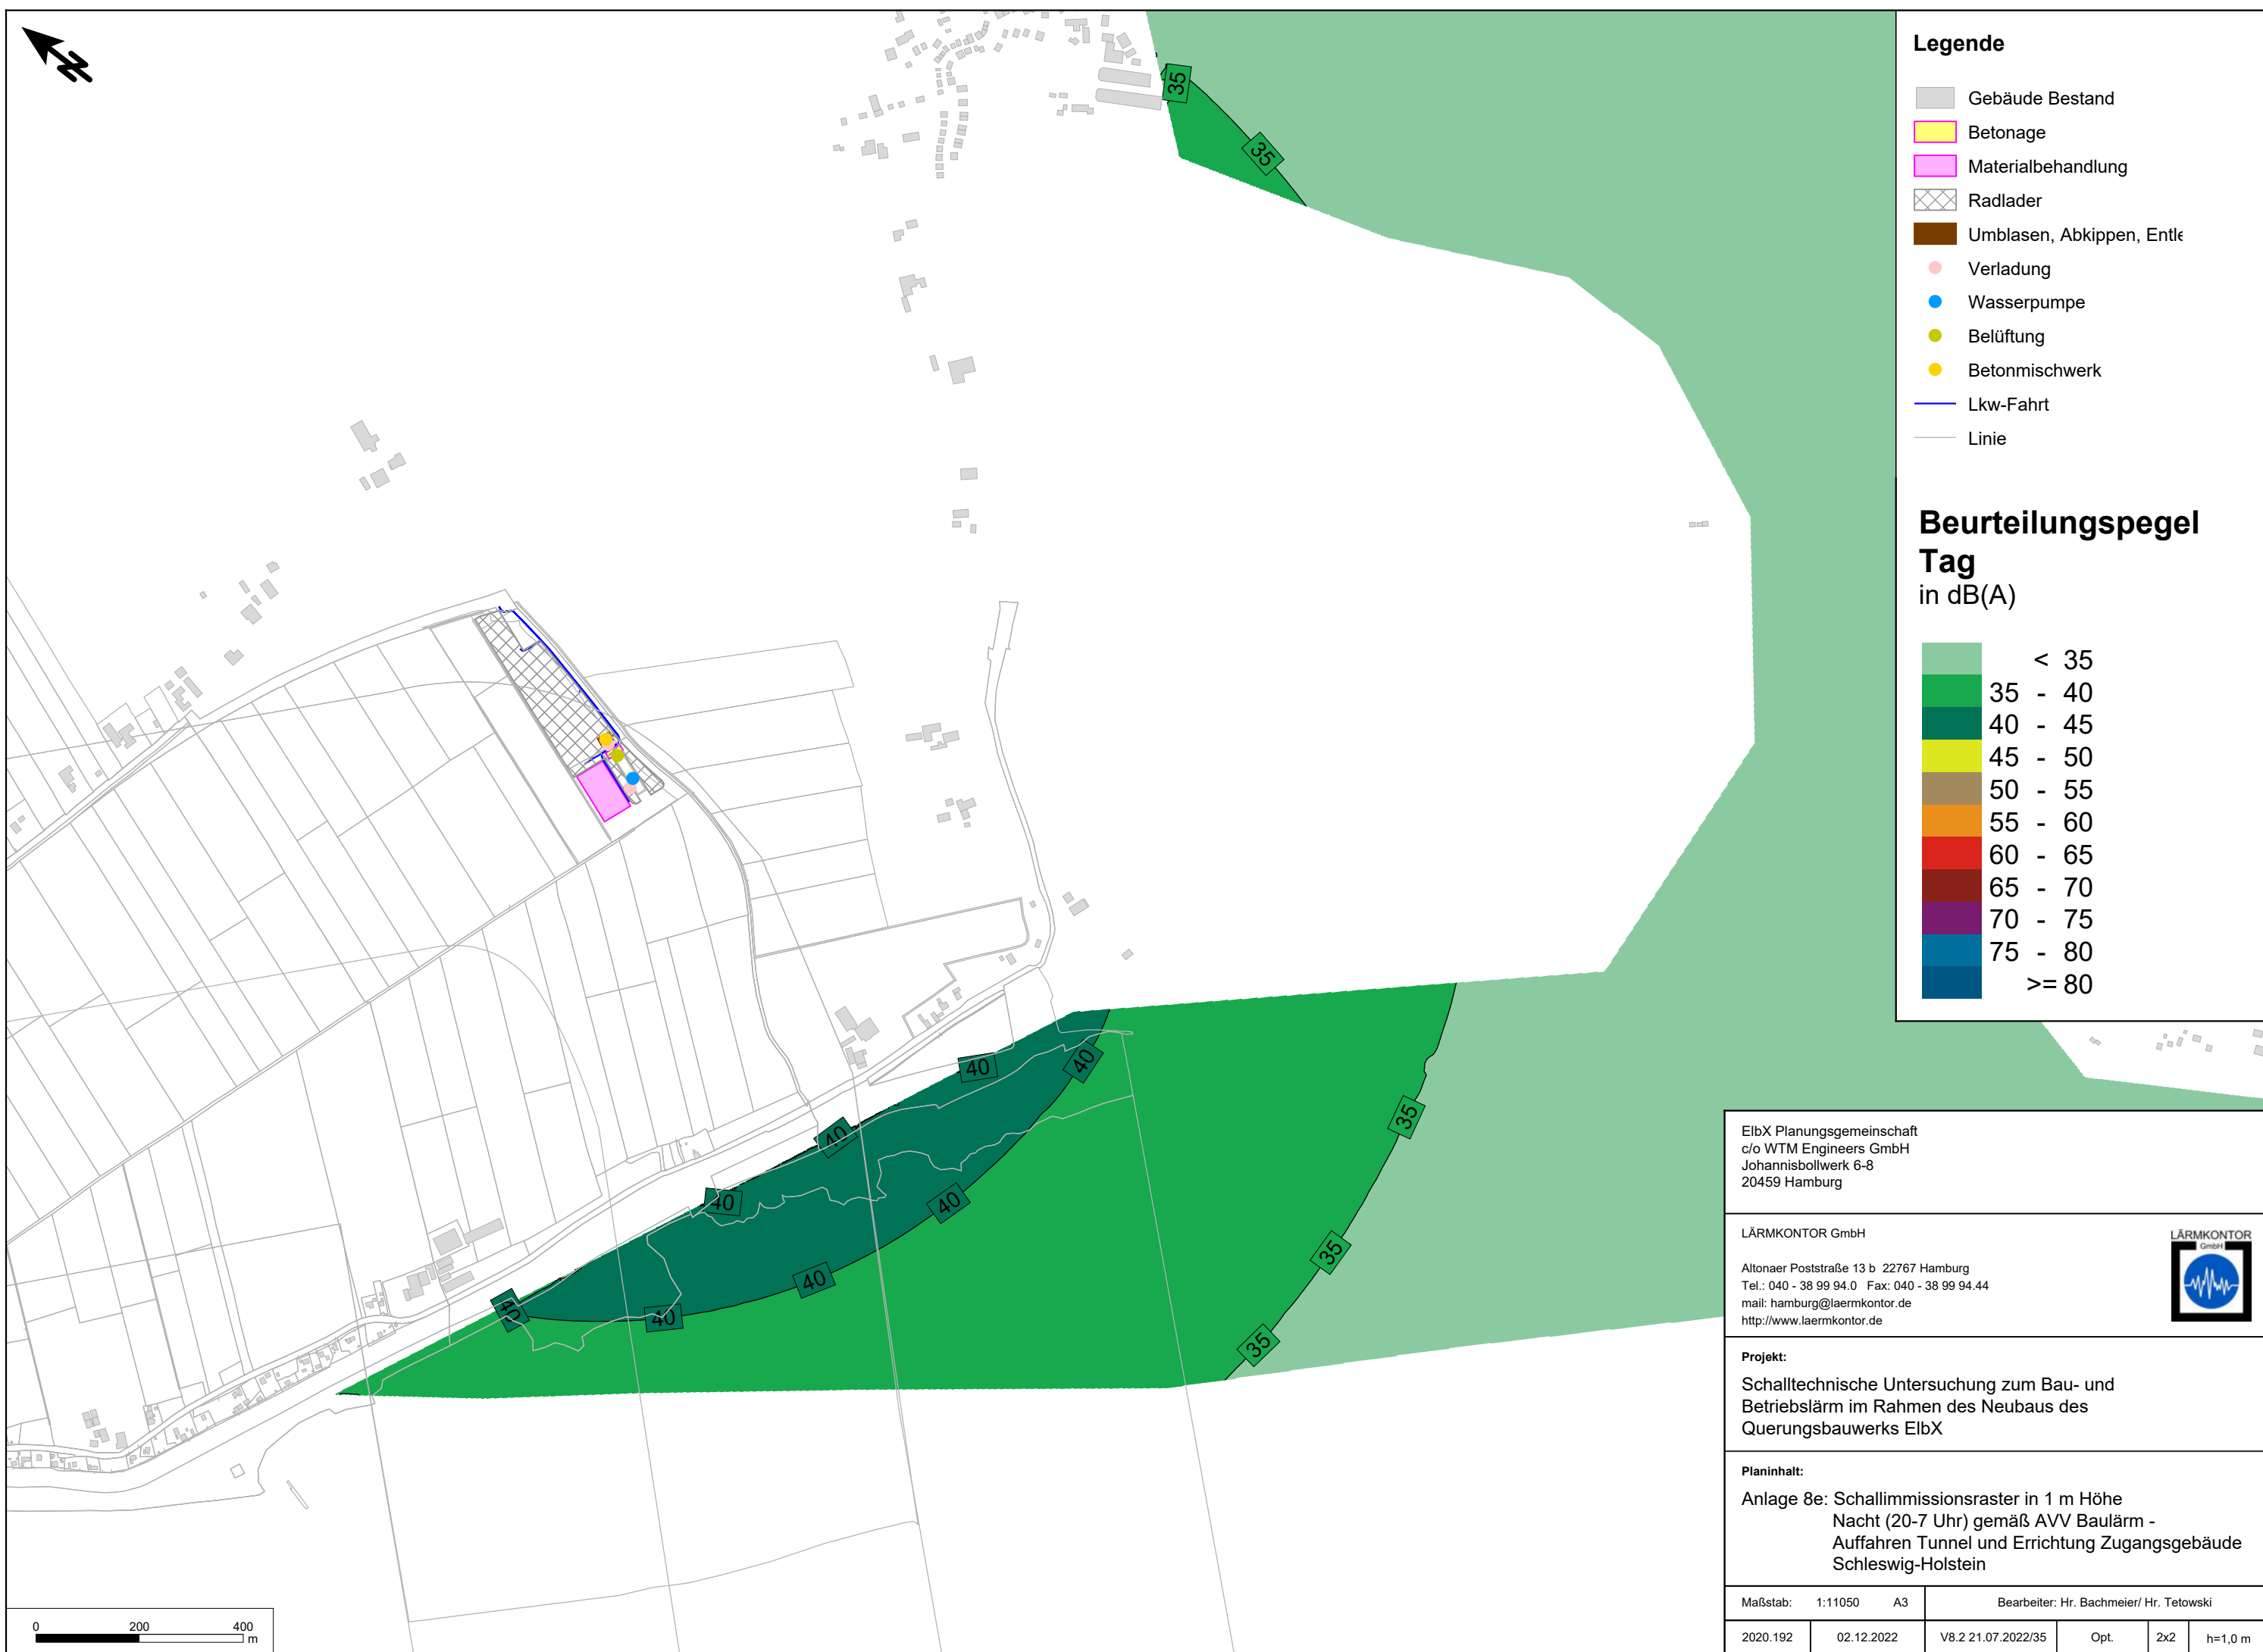 Legende
Gebäude Bestand
Betonage
Materialbehandlung
Radlader
Umblasen, Abkippen, Entle
Verladung
Wasserpumpe
Belüftung
Betonmischwerk
Lkw-Fahrt
Linie
Beurteilungspegel
Tag
in dB(A)
< 35
35 - 40
40 - 45
45 - 50
50 - 55
55 - 60
60 - 65
65 - 70
70 - 75
75 - 80
>= 80
35
35
40
40
40
35
40
40
35
40
40
40
35
ElbX Planungsgemeinschaft
c/o WTM Engineers GmbH
Johannisbollwerk 6-8
20459 Hamburg
LÄRMKONTOR GmbH
Altonaer Poststraße 13 b 22767 Hamburg
Tel.: 040 - 38 99 94.0 Fax: 040 - 38 99 94.44
mail: hamburg@laermkontor.de
http://www.laermkontor.de
LÄRMKONTOR
GmbH
Projekt:
Schalltechnische Untersuchung zum Bau- und
Betriebslärm im Rahmen des Neubaus des
Querungsbauwerks ElbX
Planinhalt:
Anlage 8e: Schallimmissionsraster in 1 m Höhe
Nacht (20-7 Uhr) gemäß AVV Baulärm -
Auffahren Tunnel und Errichtung Zugangsgebäude
Schleswig-Holstein
Maßstab: 1:11050 A3 Bearbeiter: Hr. Bachmeier/ Hr. Tetowski
2020.192 02.12.2022 V8.2 21.07.2022/35 Opt. 2x2 h=1,0 m
0 200 400
m